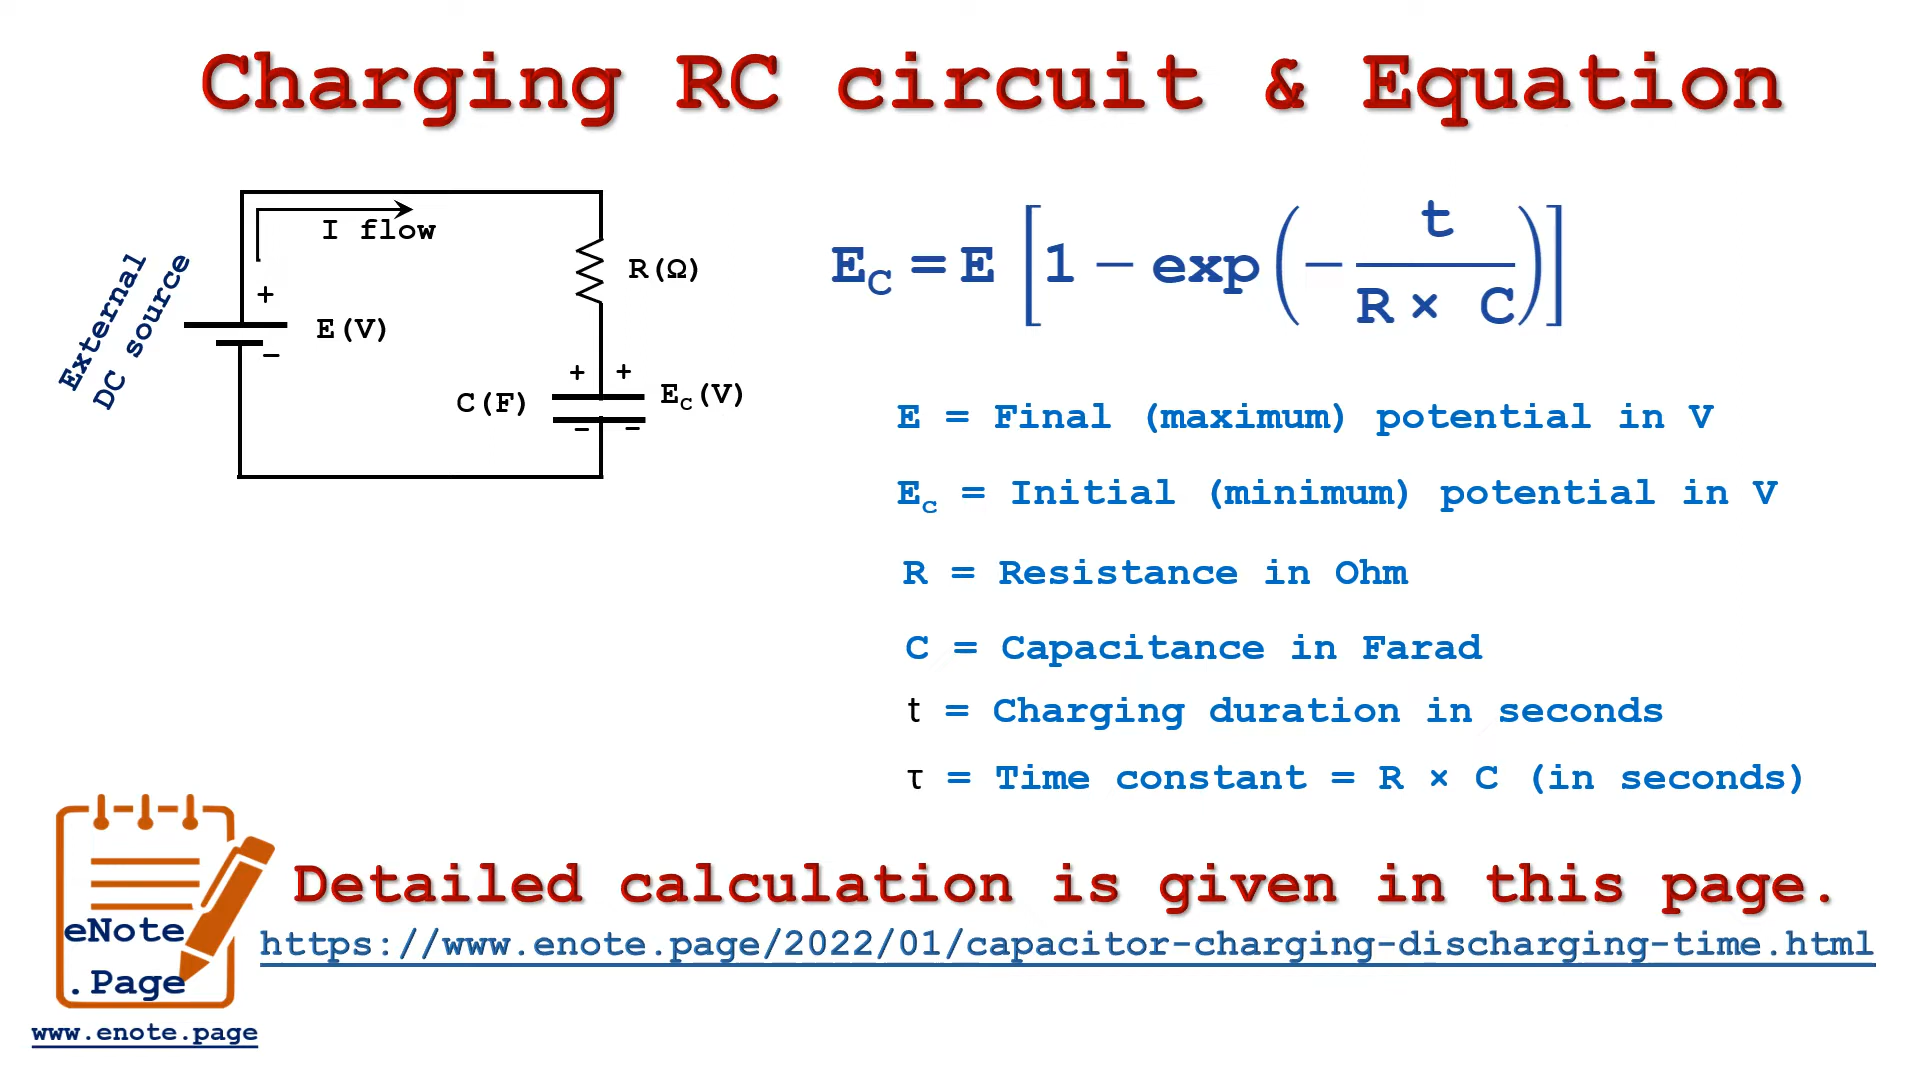 Charging RC circuit & Equation
I flow
External
DC source
+
E(V)
−
R(Ω)
+ +
C(F)
E_C(V)
− −
E_C = E [1 − exp(− t / (R × C))]
E = Final (maximum) potential in V
E_C = Initial (minimum) potential in V
R = Resistance in Ohm
C = Capacitance in Farad
t = Charging duration in seconds
τ = Time constant = R × C (in seconds)
Detailed calculation is given in this page.
https://www.enote.page/2022/01/capacitor-charging-discharging-time.html
eNote
.Page
www.enote.page